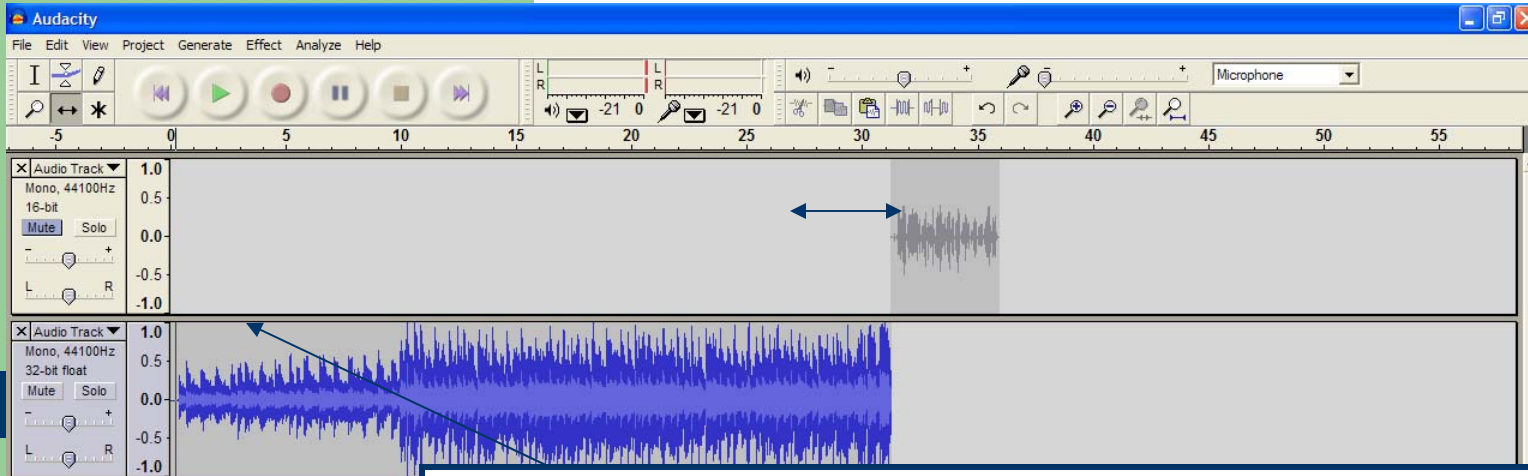 Audacity
File Edit View Project Generate Effect Analyze Help
L
R
L
R
-21 0
-21 0
- +
- +
Microphone
-5 0 5 10 15 20 25 30 35 40 45 50 55
X Audio Track
Mono, 44100Hz
16-bit
Mute Solo
- +
L R
1.0
0.5
0.0
-0.5
-1.0
X Audio Track
Mono, 44100Hz
32-bit float
Mute Solo
- +
L R
1.0
0.5
0.0
-0.5
-1.0